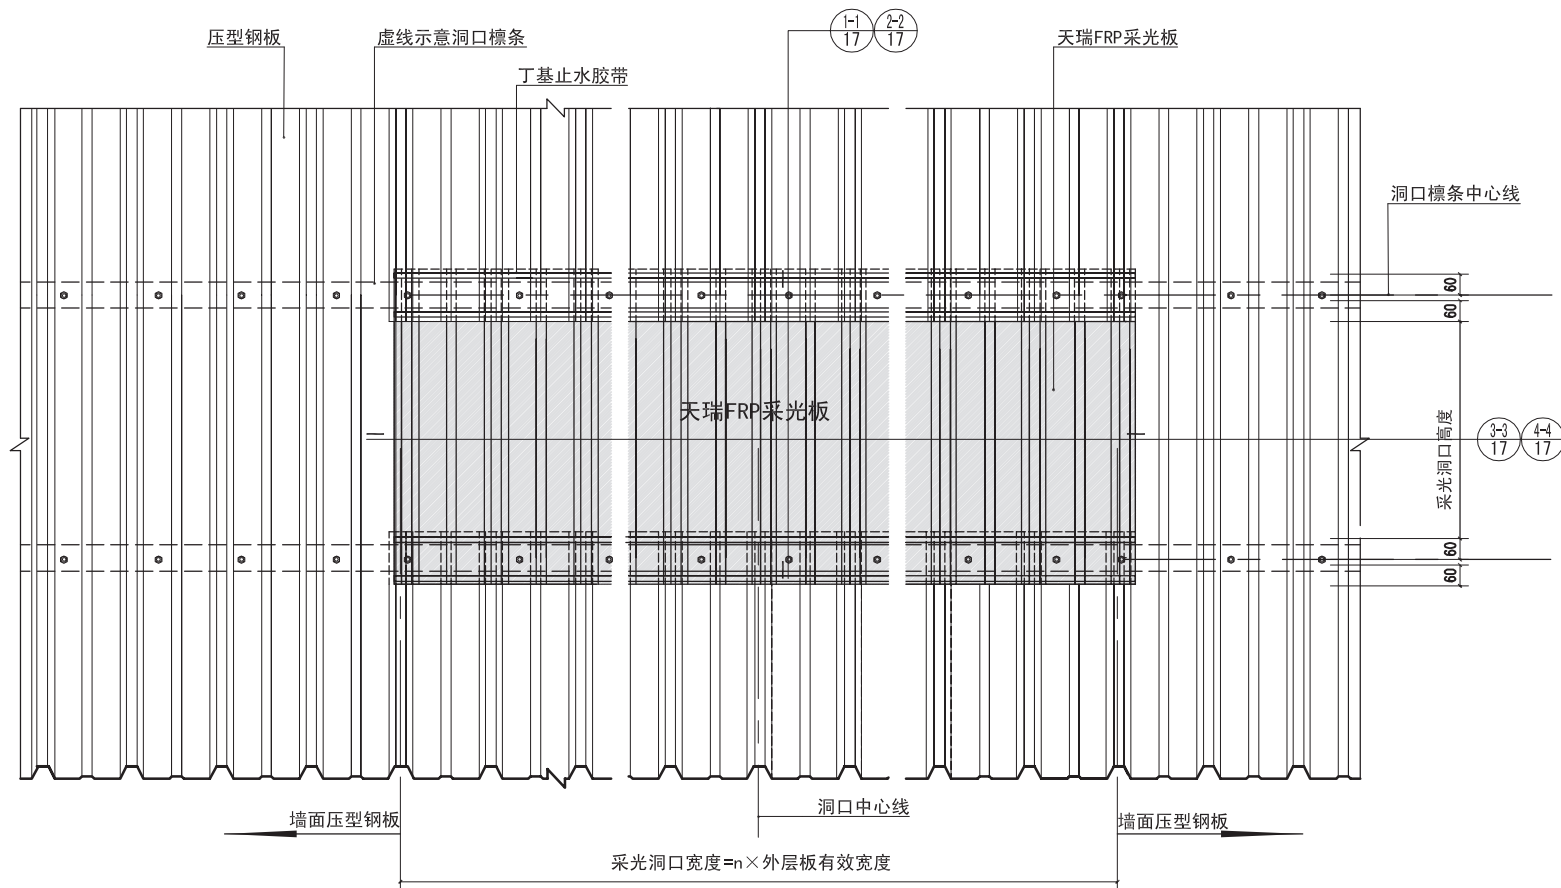 1-1
17
2-2
17
压型钢板
虚线示意洞口檩条
天瑞FRP采光板
丁基止水胶带
洞口檩条中心线
60
60
天瑞FRP采光板
采光洞口高度
3-3
17
4-4
17
60
60
洞口中心线
墙面压型钢板
墙面压型钢板
采光洞口宽度=n×外层板有效宽度